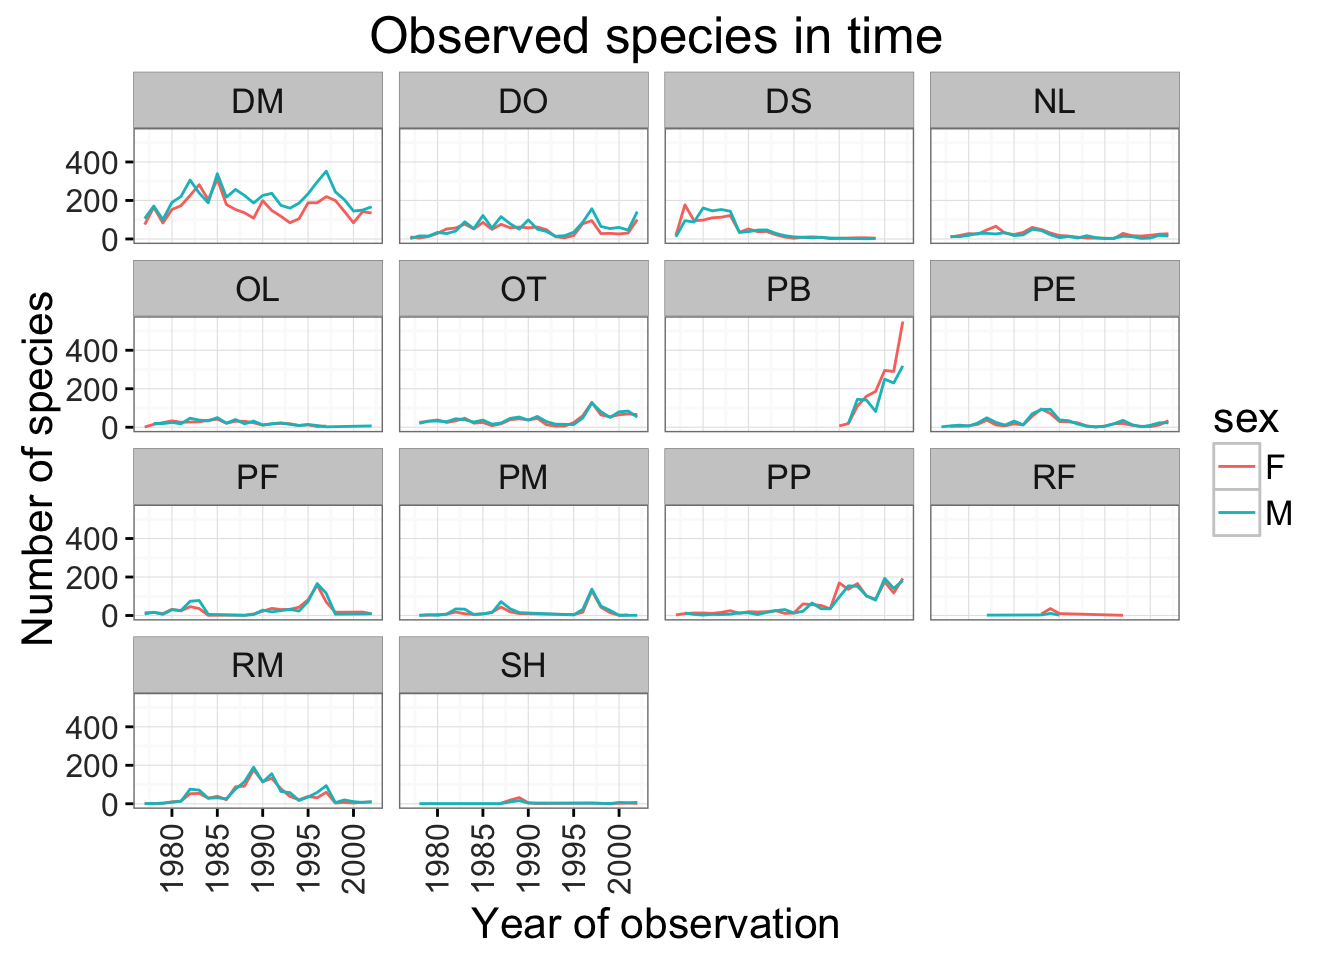 Observed species in time
DM DO DS NL
400
200
0
OL OT PB PE
400
200
0
PF PM PP RF
400
200
0
RM SH
400
200
0
1980 1985 1990 1995 2000 1980 1985 1990 1995 2000
Year of observation
Number of species
sex
F
M